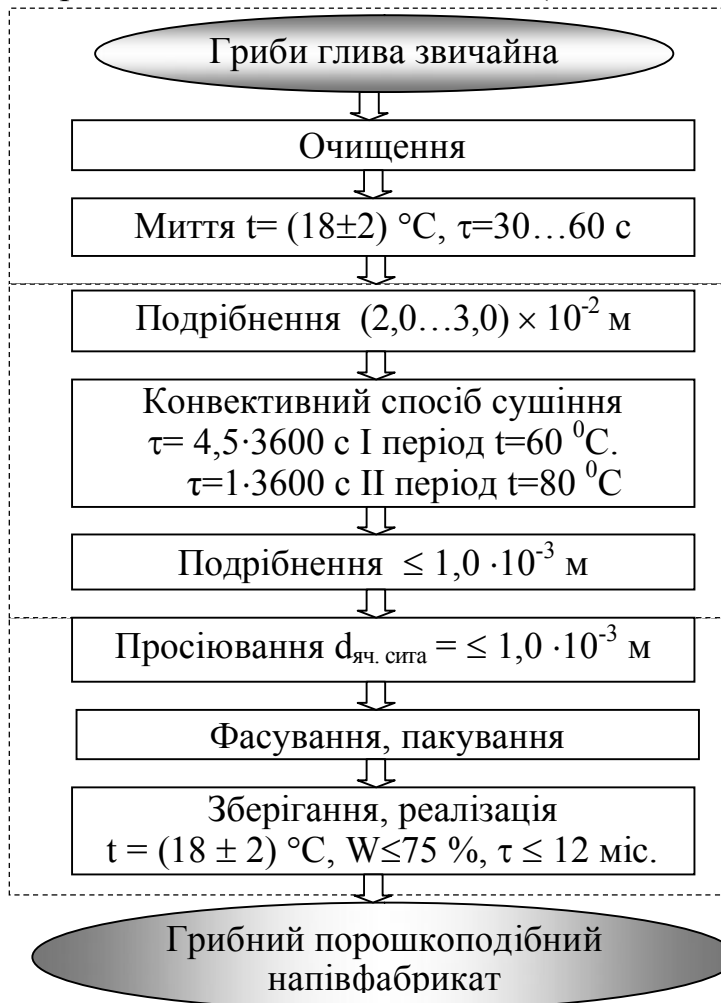 Гриби глива звичайна
Очищення
Миття t= (18±2) °С, τ=30…60 с
Подрібнення (2,0…3,0) × 10⁻² м
Конвективний спосіб сушіння
τ= 4,5·3600 с І період t=60 ⁰С.
τ=1·3600 с ІІ період t=80 ⁰С
Подрібнення ≤ 1,0 ·10⁻³ м
Просіювання dяч. сита = ≤ 1,0 ·10⁻³ м
Фасування, пакування
Зберігання, реалізація
t = (18 ± 2) °С, W≤75 %, τ ≤ 12 міс.
Грибний порошкоподібний
напівфабрикат